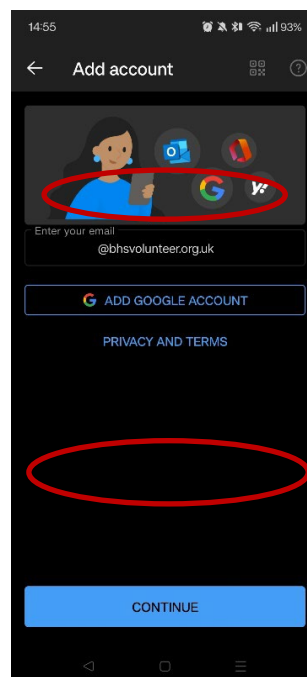 14:55 93%
Add account
Enter your email
@bhsvolunteer.org.uk
G ADD GOOGLE ACCOUNT
PRIVACY AND TERMS
CONTINUE